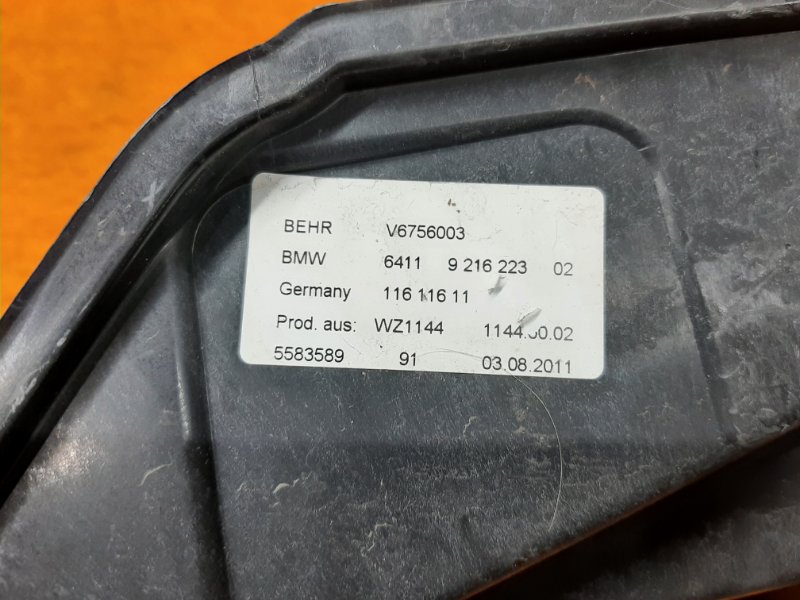 BEHR V6756003
BMW 6411 9 216 223 02
Germany 116 116 11
Prod. aus: WZ1144
5583589 91 03.08.2011